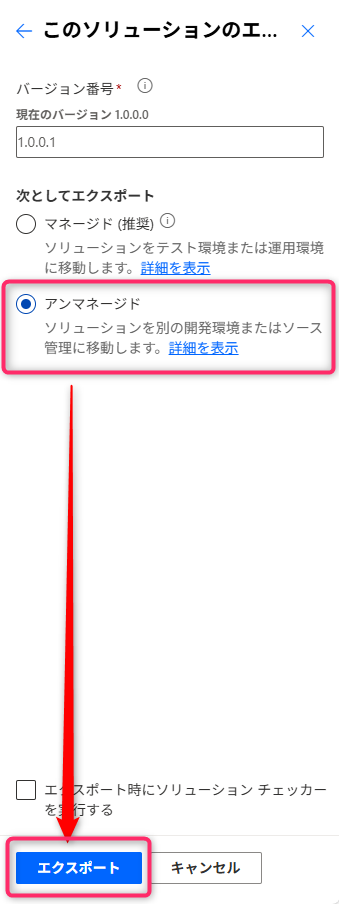 このソリューションのエ...
バージョン番号*
現在のバージョン 1.0.0.0
1.0.0.1
次としてエクスポート
マネージド (推奨)
ソリューションをテスト環境または運用環境
に移動します。詳細を表示
アンマネージド
ソリューションを別の開発環境またはソース
管理に移動します。詳細を表示
エクスポート時にソリューション チェッカー
を実行する
エクスポート
キャンセル